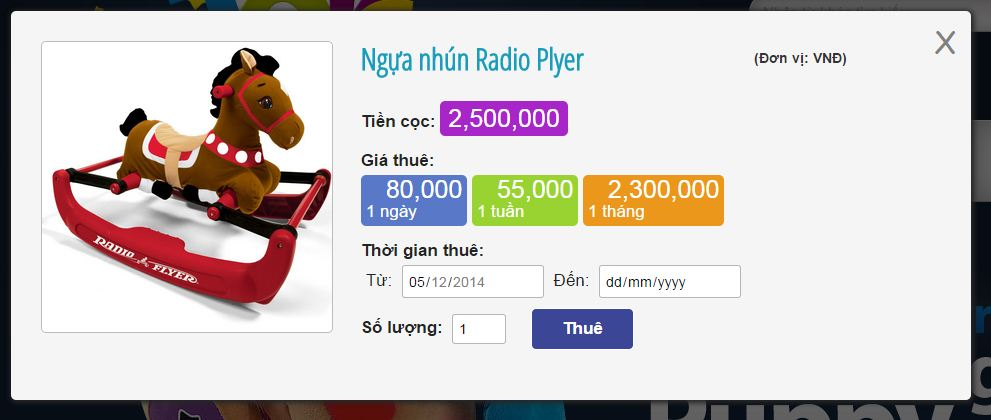 Ngựa nhún Radio Plyer
(Đơn vị: VNĐ)
Tiền cọc: 2,500,000
Giá thuê:
80,000 55,000 2,300,000
1 ngày 1 tuần 1 tháng
Thời gian thuê:
Từ: 05/12/2014 Đến: dd/mm/yyyy
Số lượng: 1 Thuê
RADIO FLYER